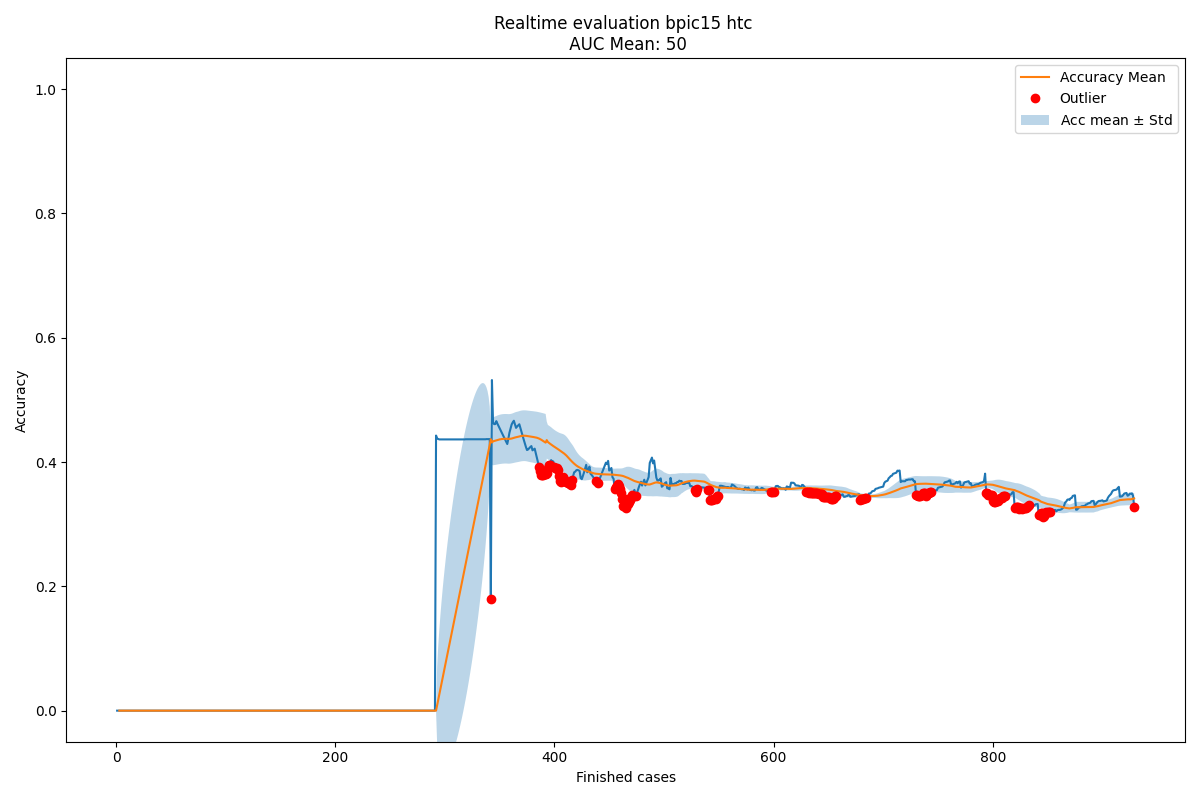 Realtime evaluation bpic15 htc
AUC Mean: 50
Accuracy Mean
Outlier
Acc mean ± Std
1.0
0.8
0.6
0.4
0.2
0.0
Accuracy
0
200
400
600
800
Finished cases